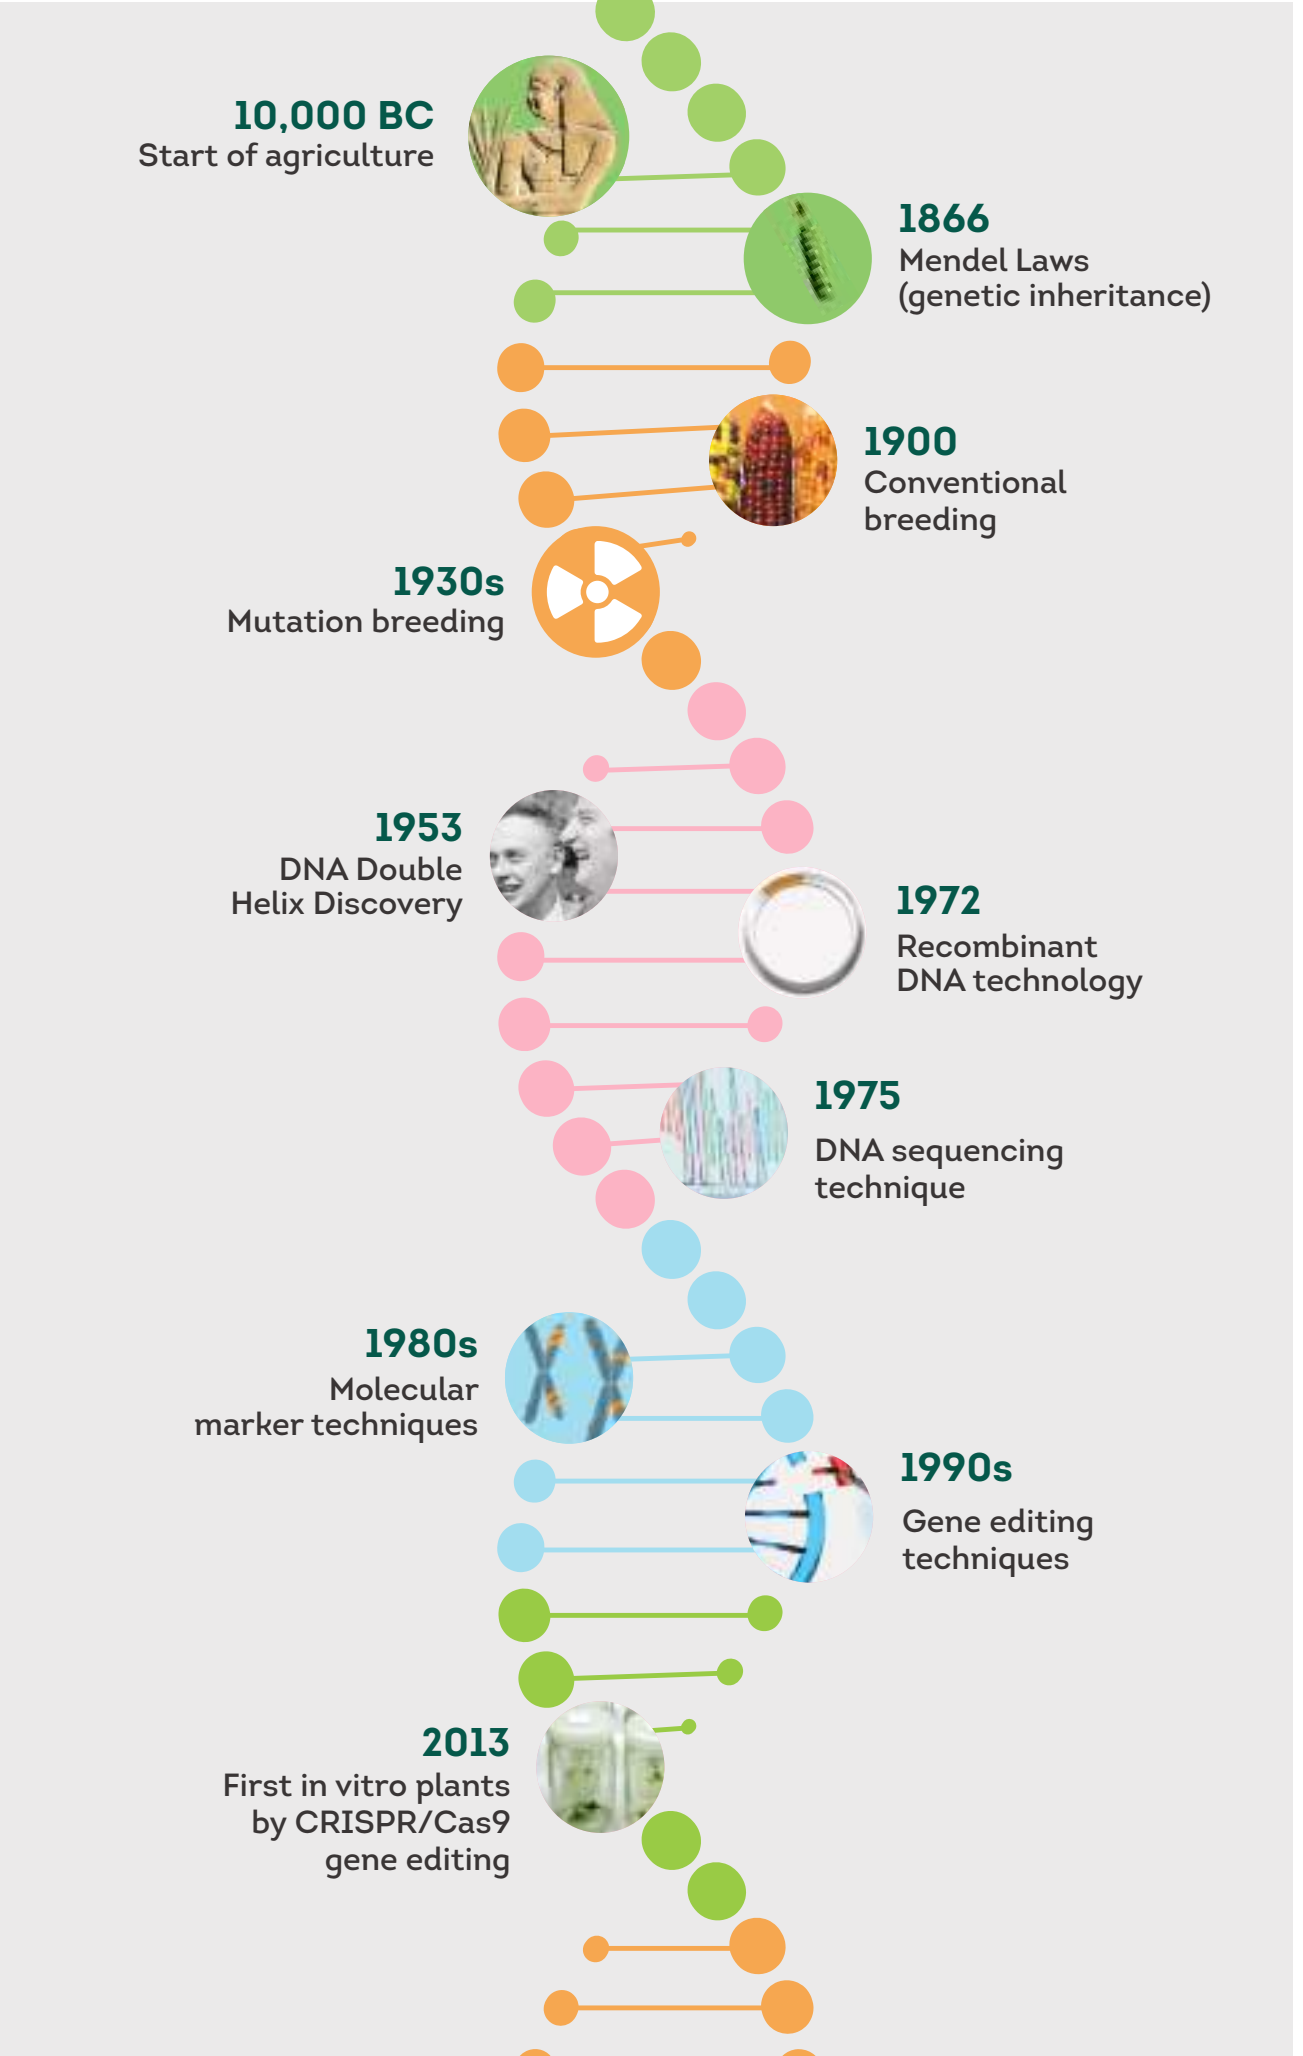 10,000 BC
Start of agriculture
1866
Mendel Laws
(genetic inheritance)
1900
Conventional
breeding
1930s
Mutation breeding
1953
DNA Double
Helix Discovery
1972
Recombinant
DNA technology
1975
DNA sequencing
technique
1980s
Molecular
marker techniques
1990s
Gene editing
techniques
2013
First in vitro plants
by CRISPR/Cas9
gene editing